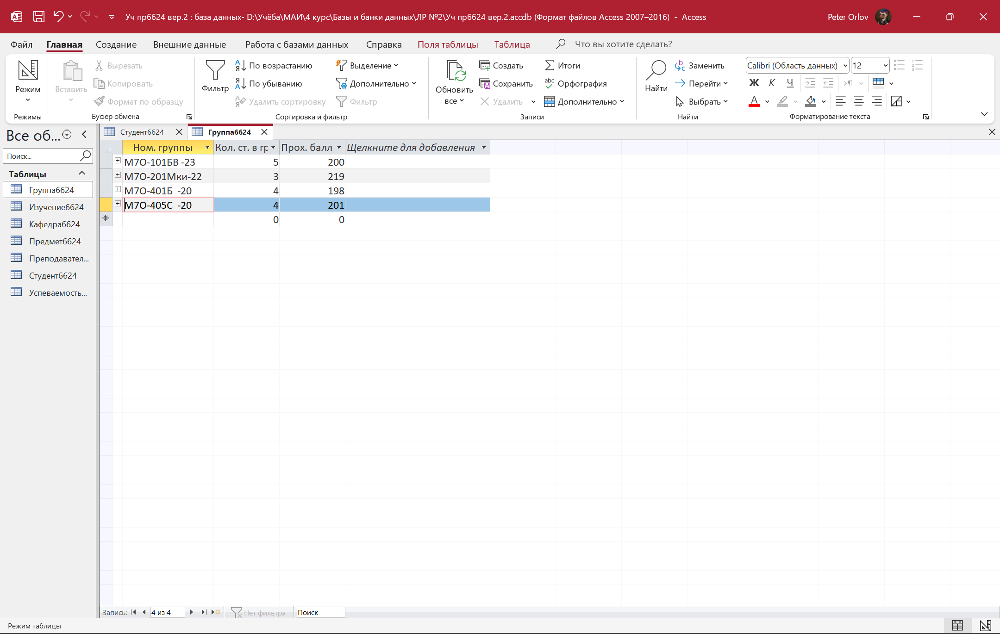 Уч пр6624 вер.2 : база данных- D:\Учёба\МАИ\4 курс\Базы и банки данных\ЛР №2\Уч пр6624 вер.2.accdb (Формат файлов Access 2007–2016) - Access
Peter Orlov
Файл Главная Создание Внешние данные Работа с базами данных Справка Поля таблицы Таблица Что вы хотите сделать?
Режим
Режимы
Вставить
Вырезать
Копировать
Формат по образцу
Буфер обмена
Фильтр
По возрастанию
По убыванию
Удалить сортировку
Выделение
Дополнительно
Фильтр
Сортировка и фильтр
Обновить
все
Создать
Сохранить
Удалить
Итоги
Орфография
Дополнительно
Записи
Найти
Заменить
Перейти
Выбрать
Найти
Calibri (Область данных) 12
Ж К Ч
Форматирование текста
Все об...
Поиск...
Таблицы
Группа6624
Изучение6624
Кафедра6624
Предмет6624
Преподавател...
Студент6624
Успеваемость...
Студент6624 Группа6624
Ном. группы Кол. ст. в гр Прох. балл Щелкните для добавления
М7О-101БВ -23 5 200
М7О-201Мки-22 3 219
М7О-401Б -20 4 198
М7О-405С -20 4 201
0 0
Запись: 4 из 4 Нет фильтра Поиск
Режим таблицы